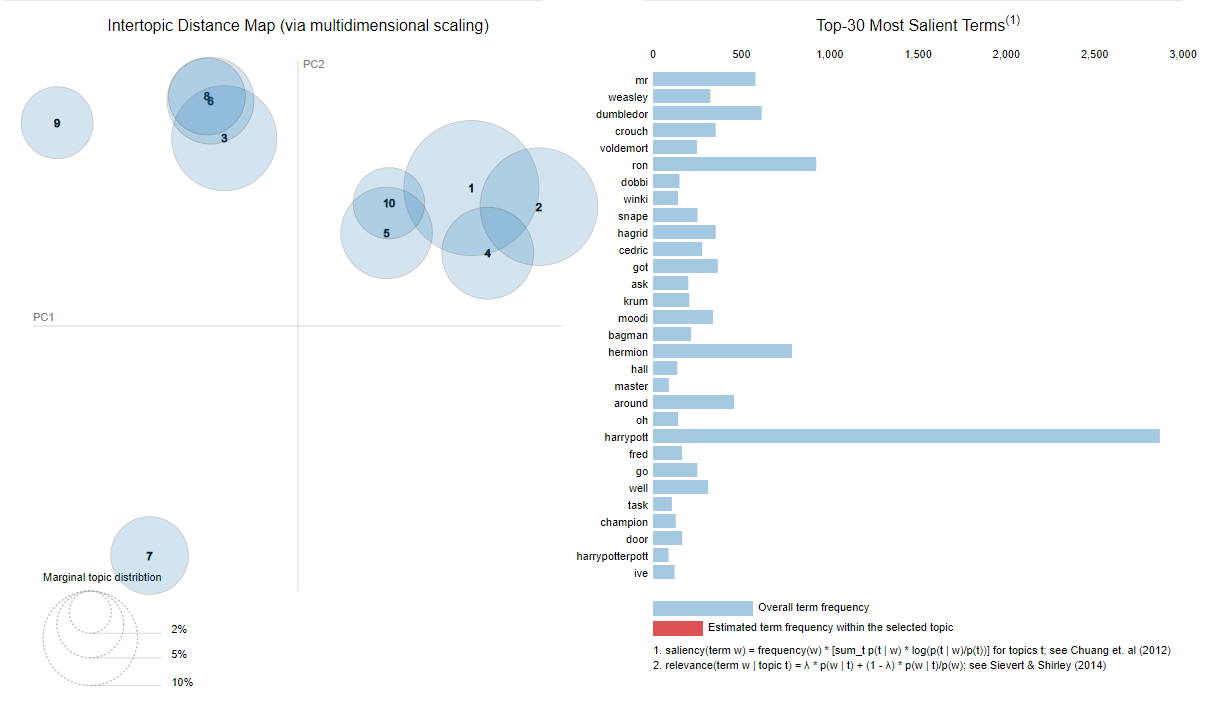 Intertopic Distance Map (via multidimensional scaling)
PC2
PC1
9
8
6
3
1
2
10
5
4
7
Marginal topic distribtion
2%
5%
10%
Top-30 Most Salient Terms(1)
0 500 1,000 1,500 2,000 2,500 3,000
mr
weasley
dumbledor
crouch
voldemort
ron
dobbi
winki
snape
hagrid
cedric
got
ask
krum
moodi
bagman
hermion
hall
master
around
oh
harrypott
fred
go
well
task
champion
door
harrypotterpott
ive
Overall term frequency
Estimated term frequency within the selected topic
1. saliency(term w) = frequency(w) * [sum_t p(t | w) * log(p(t | w)/p(t))] for topics t; see Chuang et. al (2012)
2. relevance(term w | topic t) = λ * p(w | t) + (1 - λ) * p(w | t)/p(w); see Sievert & Shirley (2014)